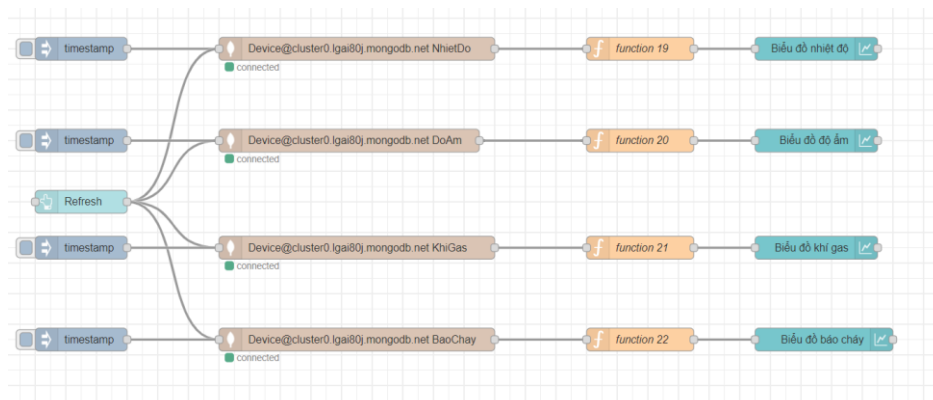 timestamp
Device@cluster0.lgai80j.mongodb.net NhietDo
connected
function 19
Biểu đồ nhiệt độ
timestamp
Device@cluster0.lgai80j.mongodb.net DoAm
connected
function 20
Biểu đồ độ ẩm
Refresh
timestamp
Device@cluster0.lgai80j.mongodb.net KhiGas
connected
function 21
Biểu đồ khí gas
timestamp
Device@cluster0.lgai80j.mongodb.net BaoChay
connected
function 22
Biểu đồ báo cháy